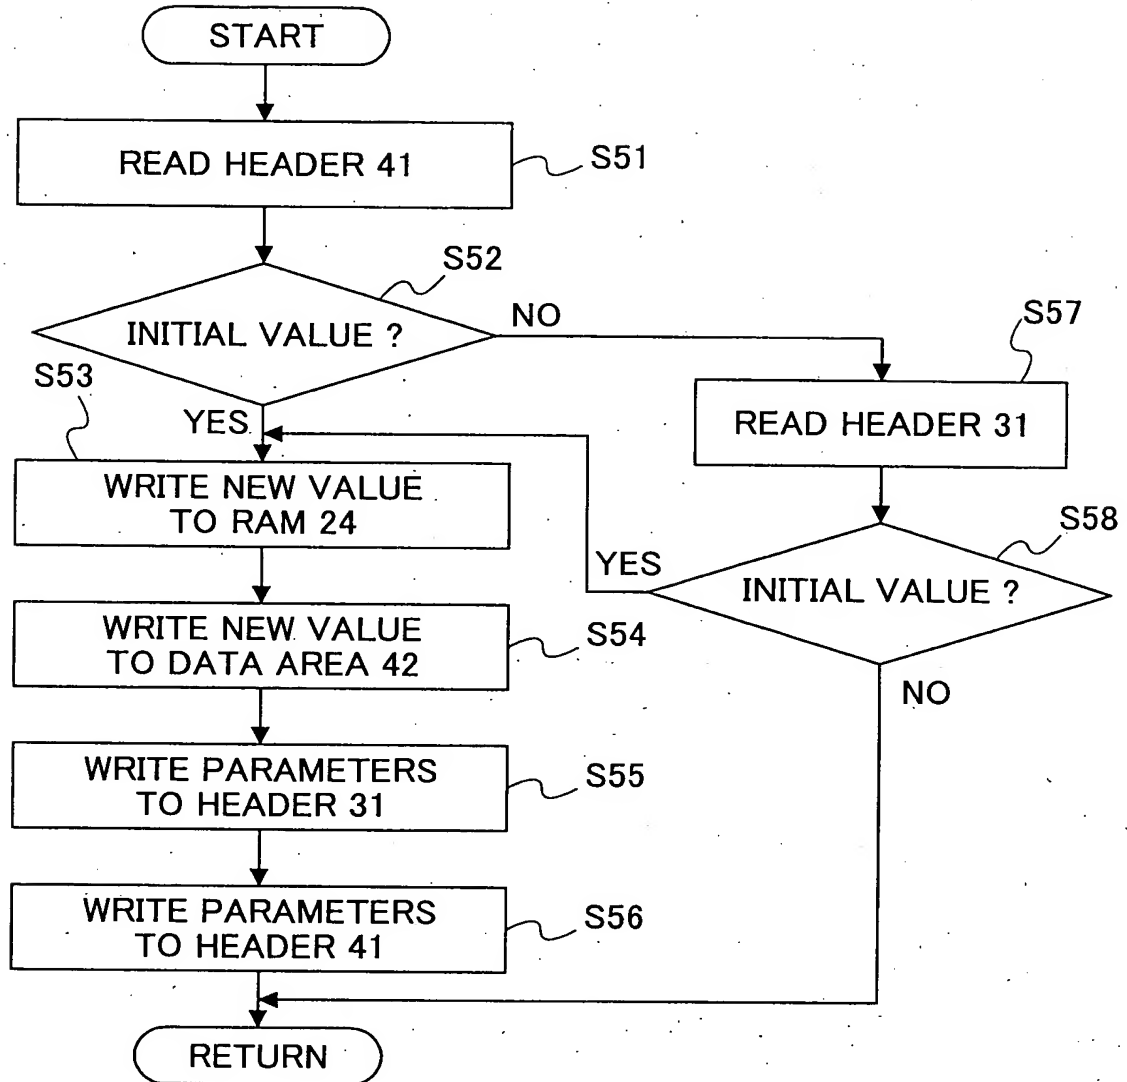 START
READ HEADER 41
S51
S52
INITIAL VALUE ?
NO
S57
S53
YES
READ HEADER 31
WRITE NEW VALUE
TO RAM 24
S58
YES
INITIAL VALUE ?
WRITE NEW VALUE
TO DATA AREA 42
S54
NO
WRITE PARAMETERS
TO HEADER 31
S55
WRITE PARAMETERS
TO HEADER 41
S56
RETURN